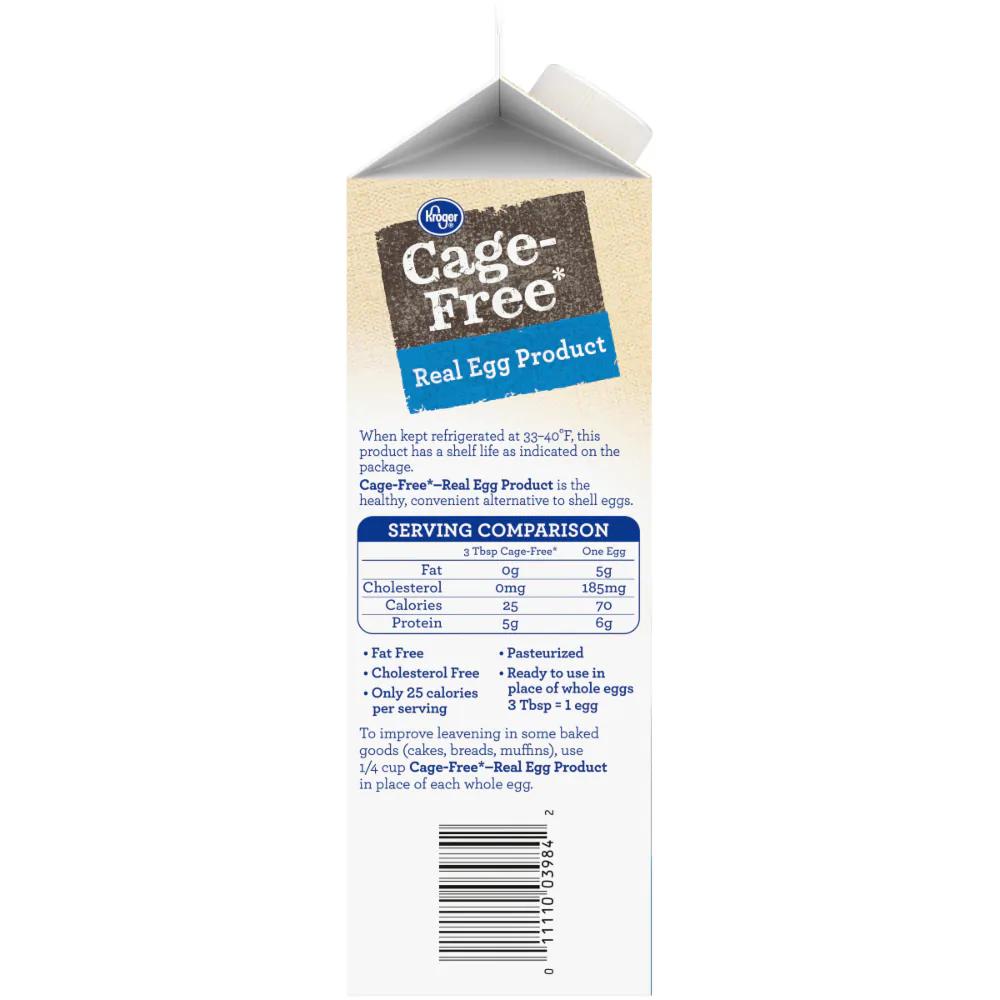 Kroger®
Cage-
Free*
Real Egg Product
When kept refrigerated at 33-40°F, this
product has a shelf life as indicated on the
package.
Cage-Free*–Real Egg Product is the
healthy, convenient alternative to shell eggs.
SERVING COMPARISON
3 Tbsp Cage-Free* One Egg
Fat 0g 5g
Cholesterol 0mg 185mg
Calories 25 70
Protein 5g 6g
• Fat Free
• Cholesterol Free
• Only 25 calories
per serving
• Pasteurized
• Ready to use in
place of whole eggs
3 Tbsp = 1 egg
To improve leavening in some baked
goods (cakes, breads, muffins), use
1/4 cup Cage-Free*–Real Egg Product
in place of each whole egg.
0 11110 03984 2